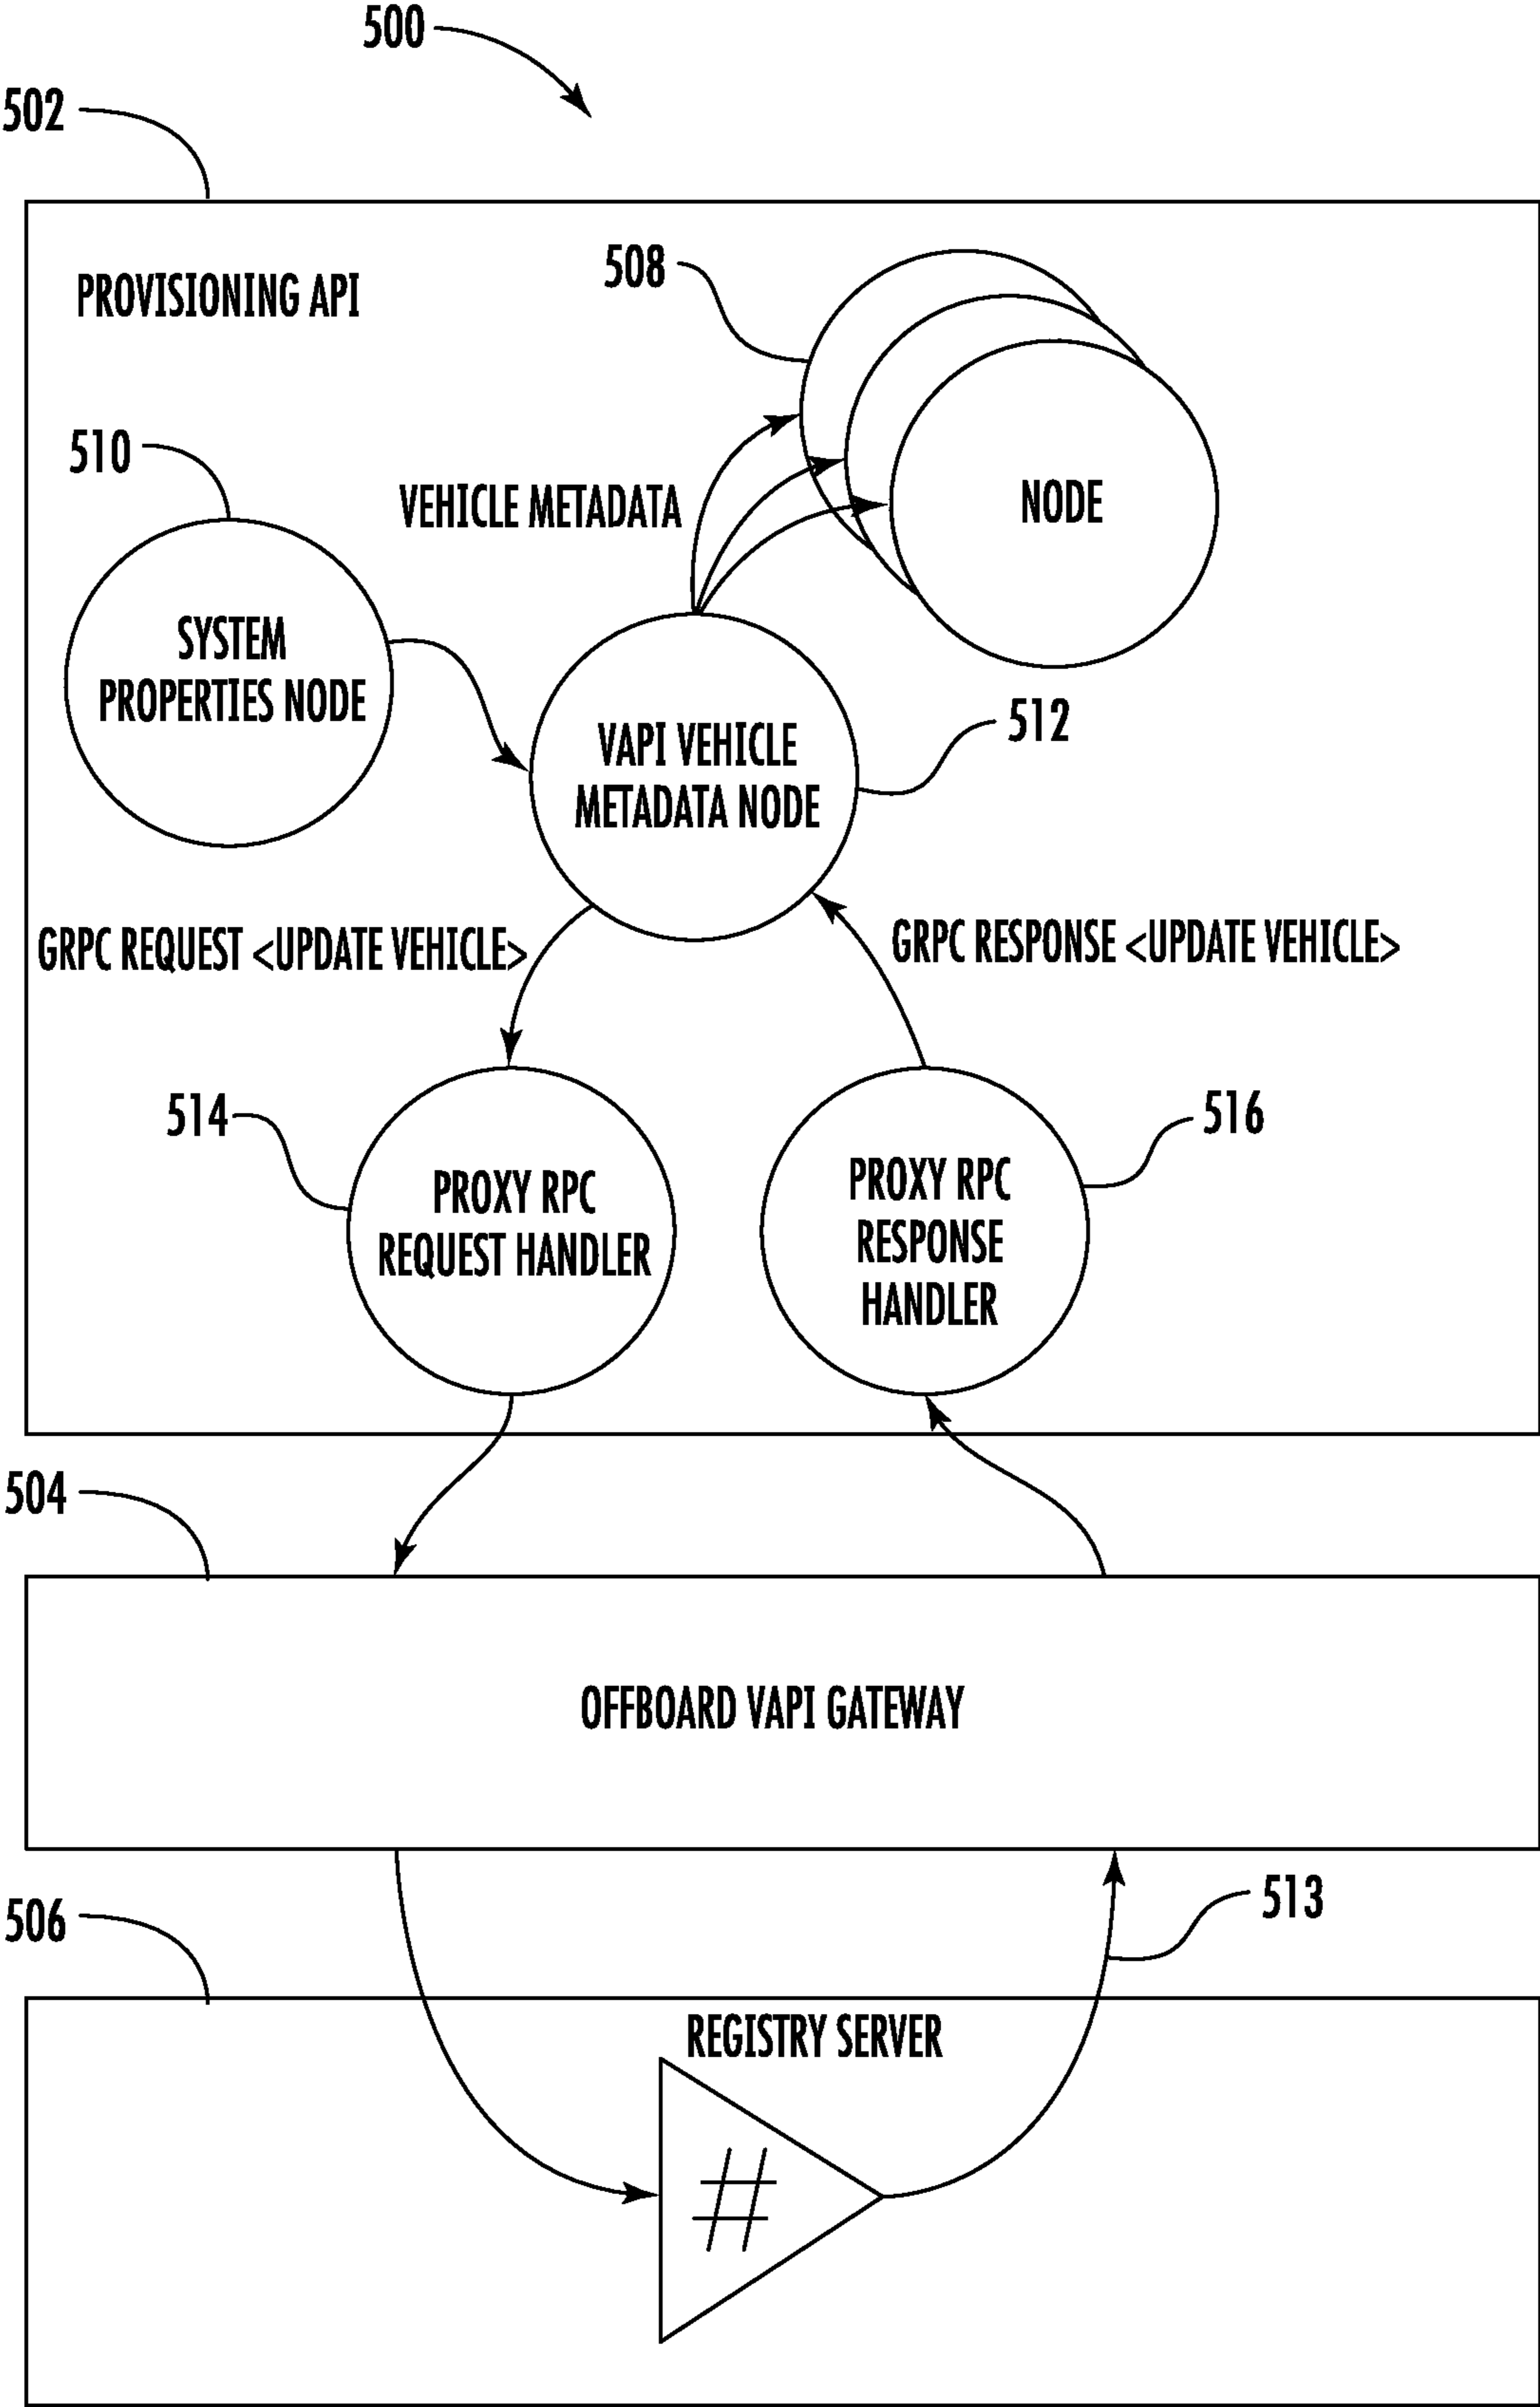 500
502
PROVISIONING API
508
510
VEHICLE METADATA
NODE
SYSTEM
PROPERTIES NODE
512
VAPI VEHICLE
METADATA NODE
GRPC REQUEST <UPDATE VEHICLE>
GRPC RESPONSE <UPDATE VEHICLE>
514
516
PROXY RPC
REQUEST HANDLER
PROXY RPC
RESPONSE
HANDLER
504
OFFBOARD VAPI GATEWAY
513
506
REGISTRY SERVER
#